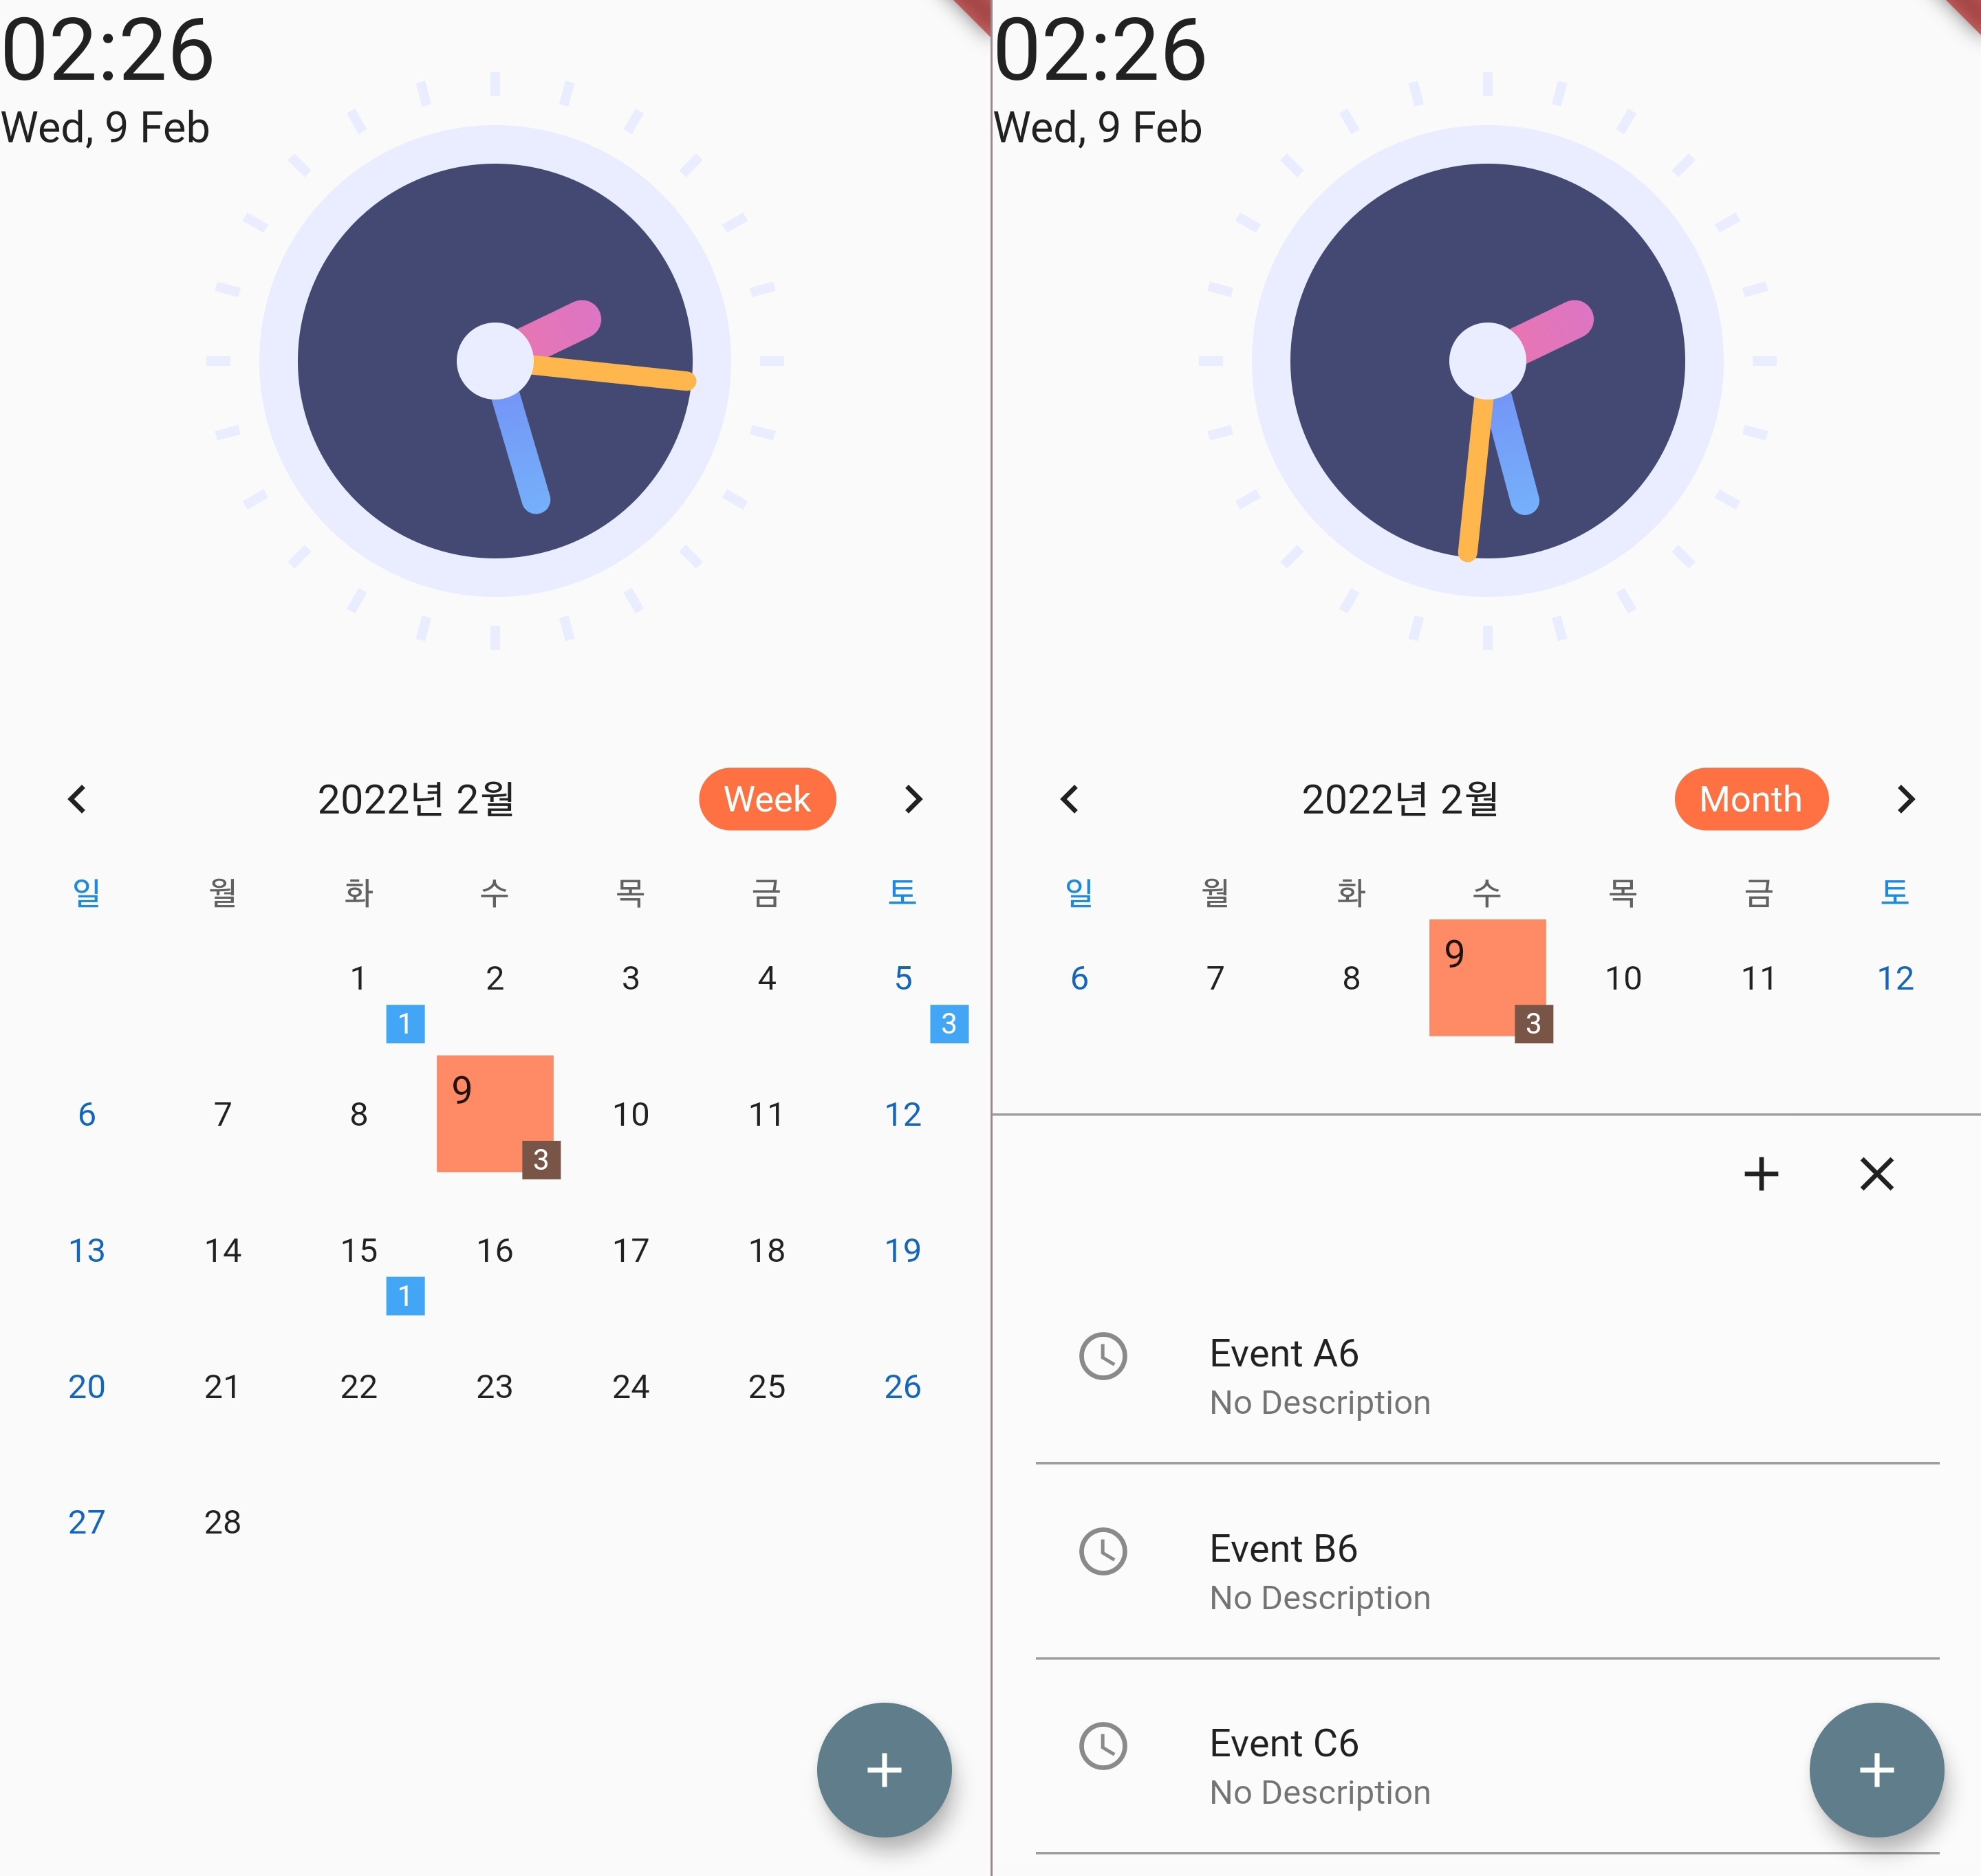 02:26
Wed, 9 Feb
2022년 2월 Week
일 월 화 수 목 금 토
1 2 3 4 5
1 3
6 7 8 9 10 11 12
3
13 14 15 16 17 18 19
1
20 21 22 23 24 25 26
27 28
02:26
Wed, 9 Feb
2022년 2월 Month
일 월 화 수 목 금 토
6 7 8 9 10 11 12
3
Event A6
No Description
Event B6
No Description
Event C6
No Description